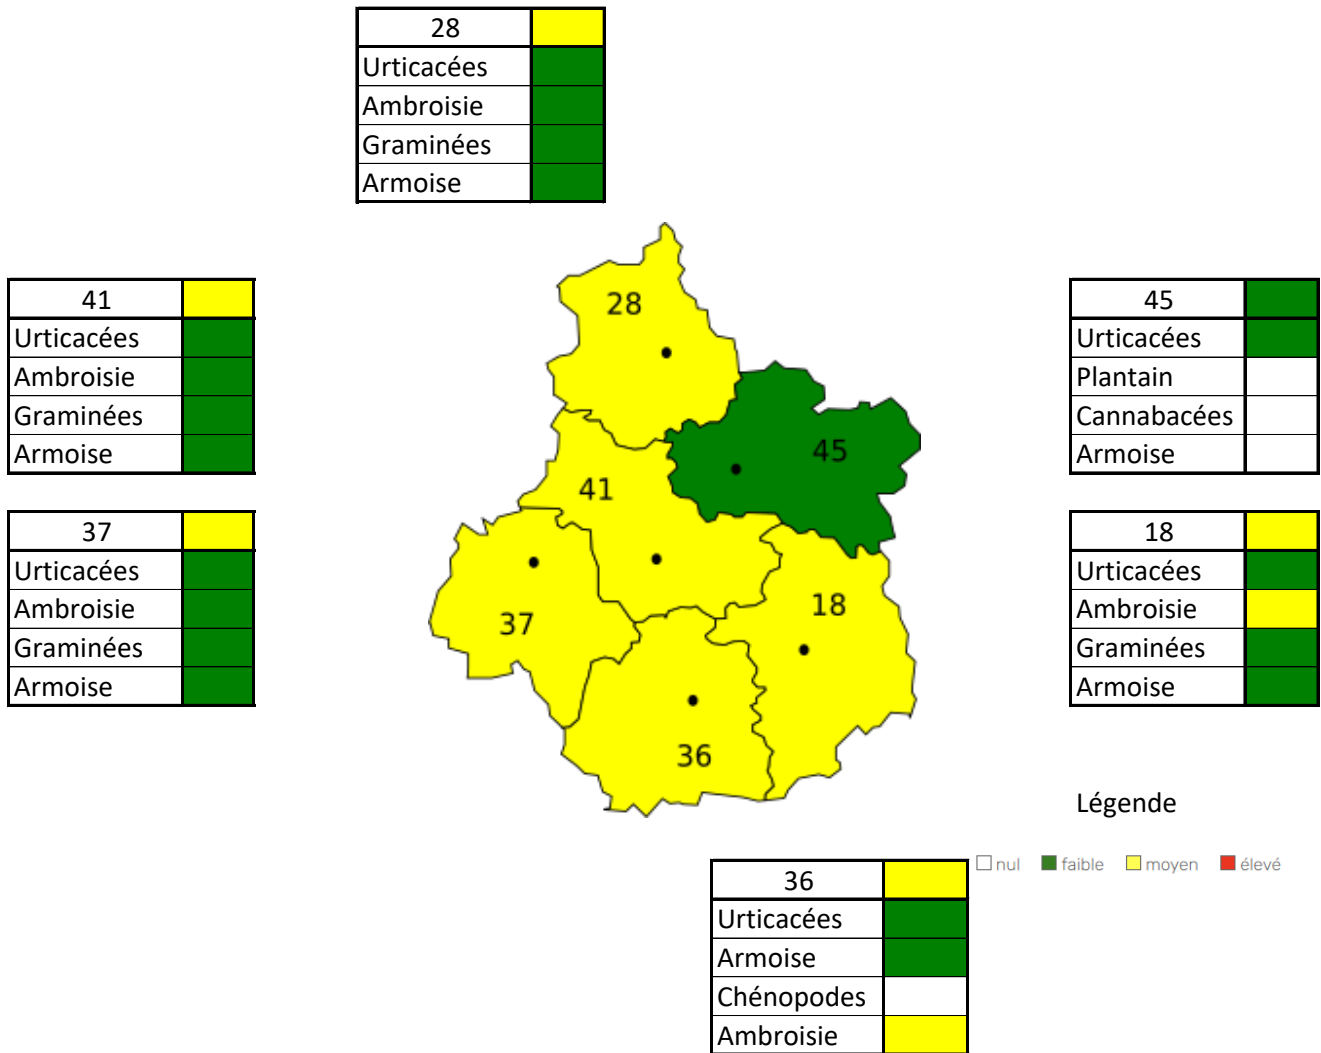 28
Urticacées
Ambroisie
Graminées
Armoise
41
Urticacées
Ambroisie
Graminées
Armoise
37
Urticacées
Ambroisie
Graminées
Armoise
28
45
41
37
18
36
45
Urticacées
Plantain
Cannabacées
Armoise
18
Urticacées
Ambroisie
Graminées
Armoise
Légende
nul faible moyen élevé
36
Urticacées
Armoise
Chénopodes
Ambroisie